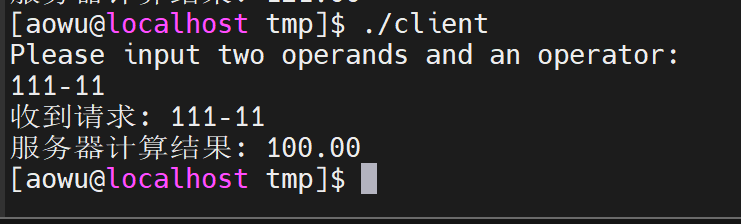 [aowu@localhost tmp]$ ./client
Please input two operands and an operator:
111-11
收到请求: 111-11
服务器计算结果: 100.00
[aowu@localhost tmp]$